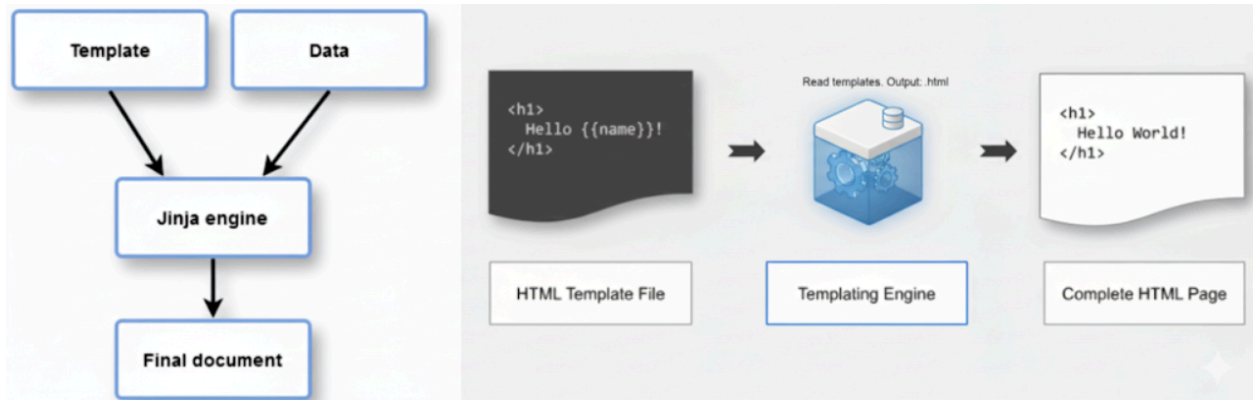 Template
Data
Jinja engine
Final document
Read templates. Output: .html
<h1>
  Hello {{name}}!
</h1>
<h1>
  Hello World!
</h1>
HTML Template File
Templating Engine
Complete HTML Page